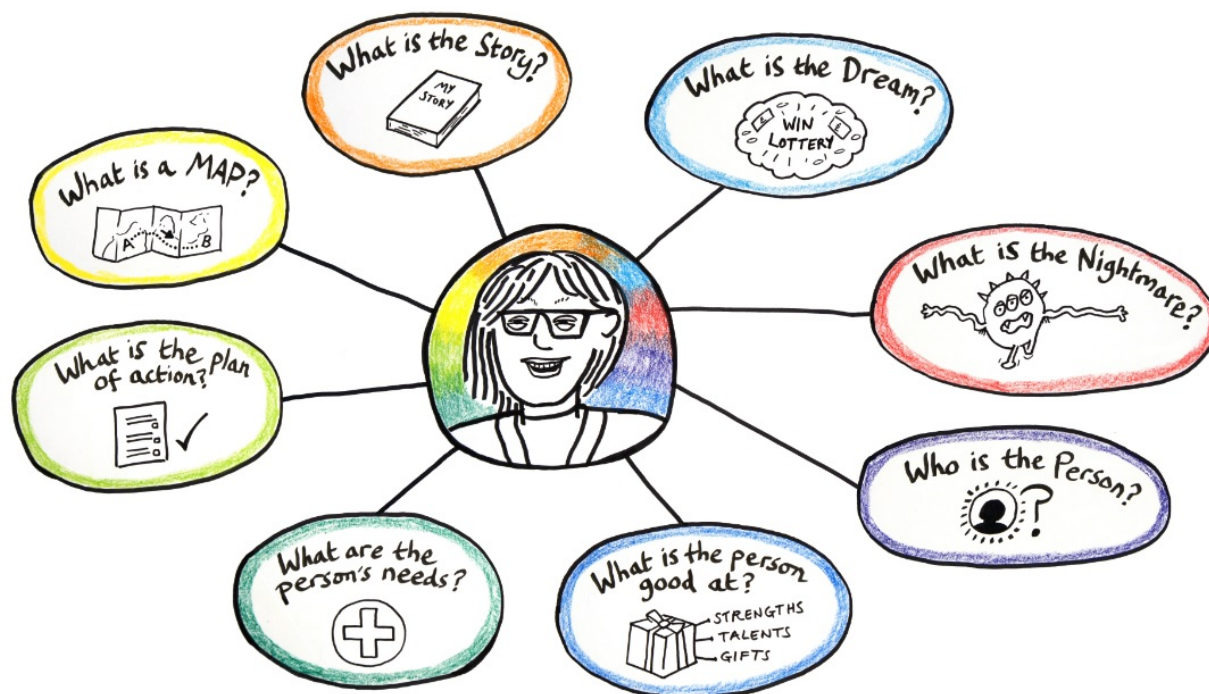 What is the Story?
MY
STORY
What is the Dream?
WIN
LOTTERY
£
£
What is the Nightmare?
Who is the Person?
?
What is the person
good at?
STRENGTHS
TALENTS
GIFTS
What are the
person's needs?
What is the plan
of action?
What is a MAP?
A
B